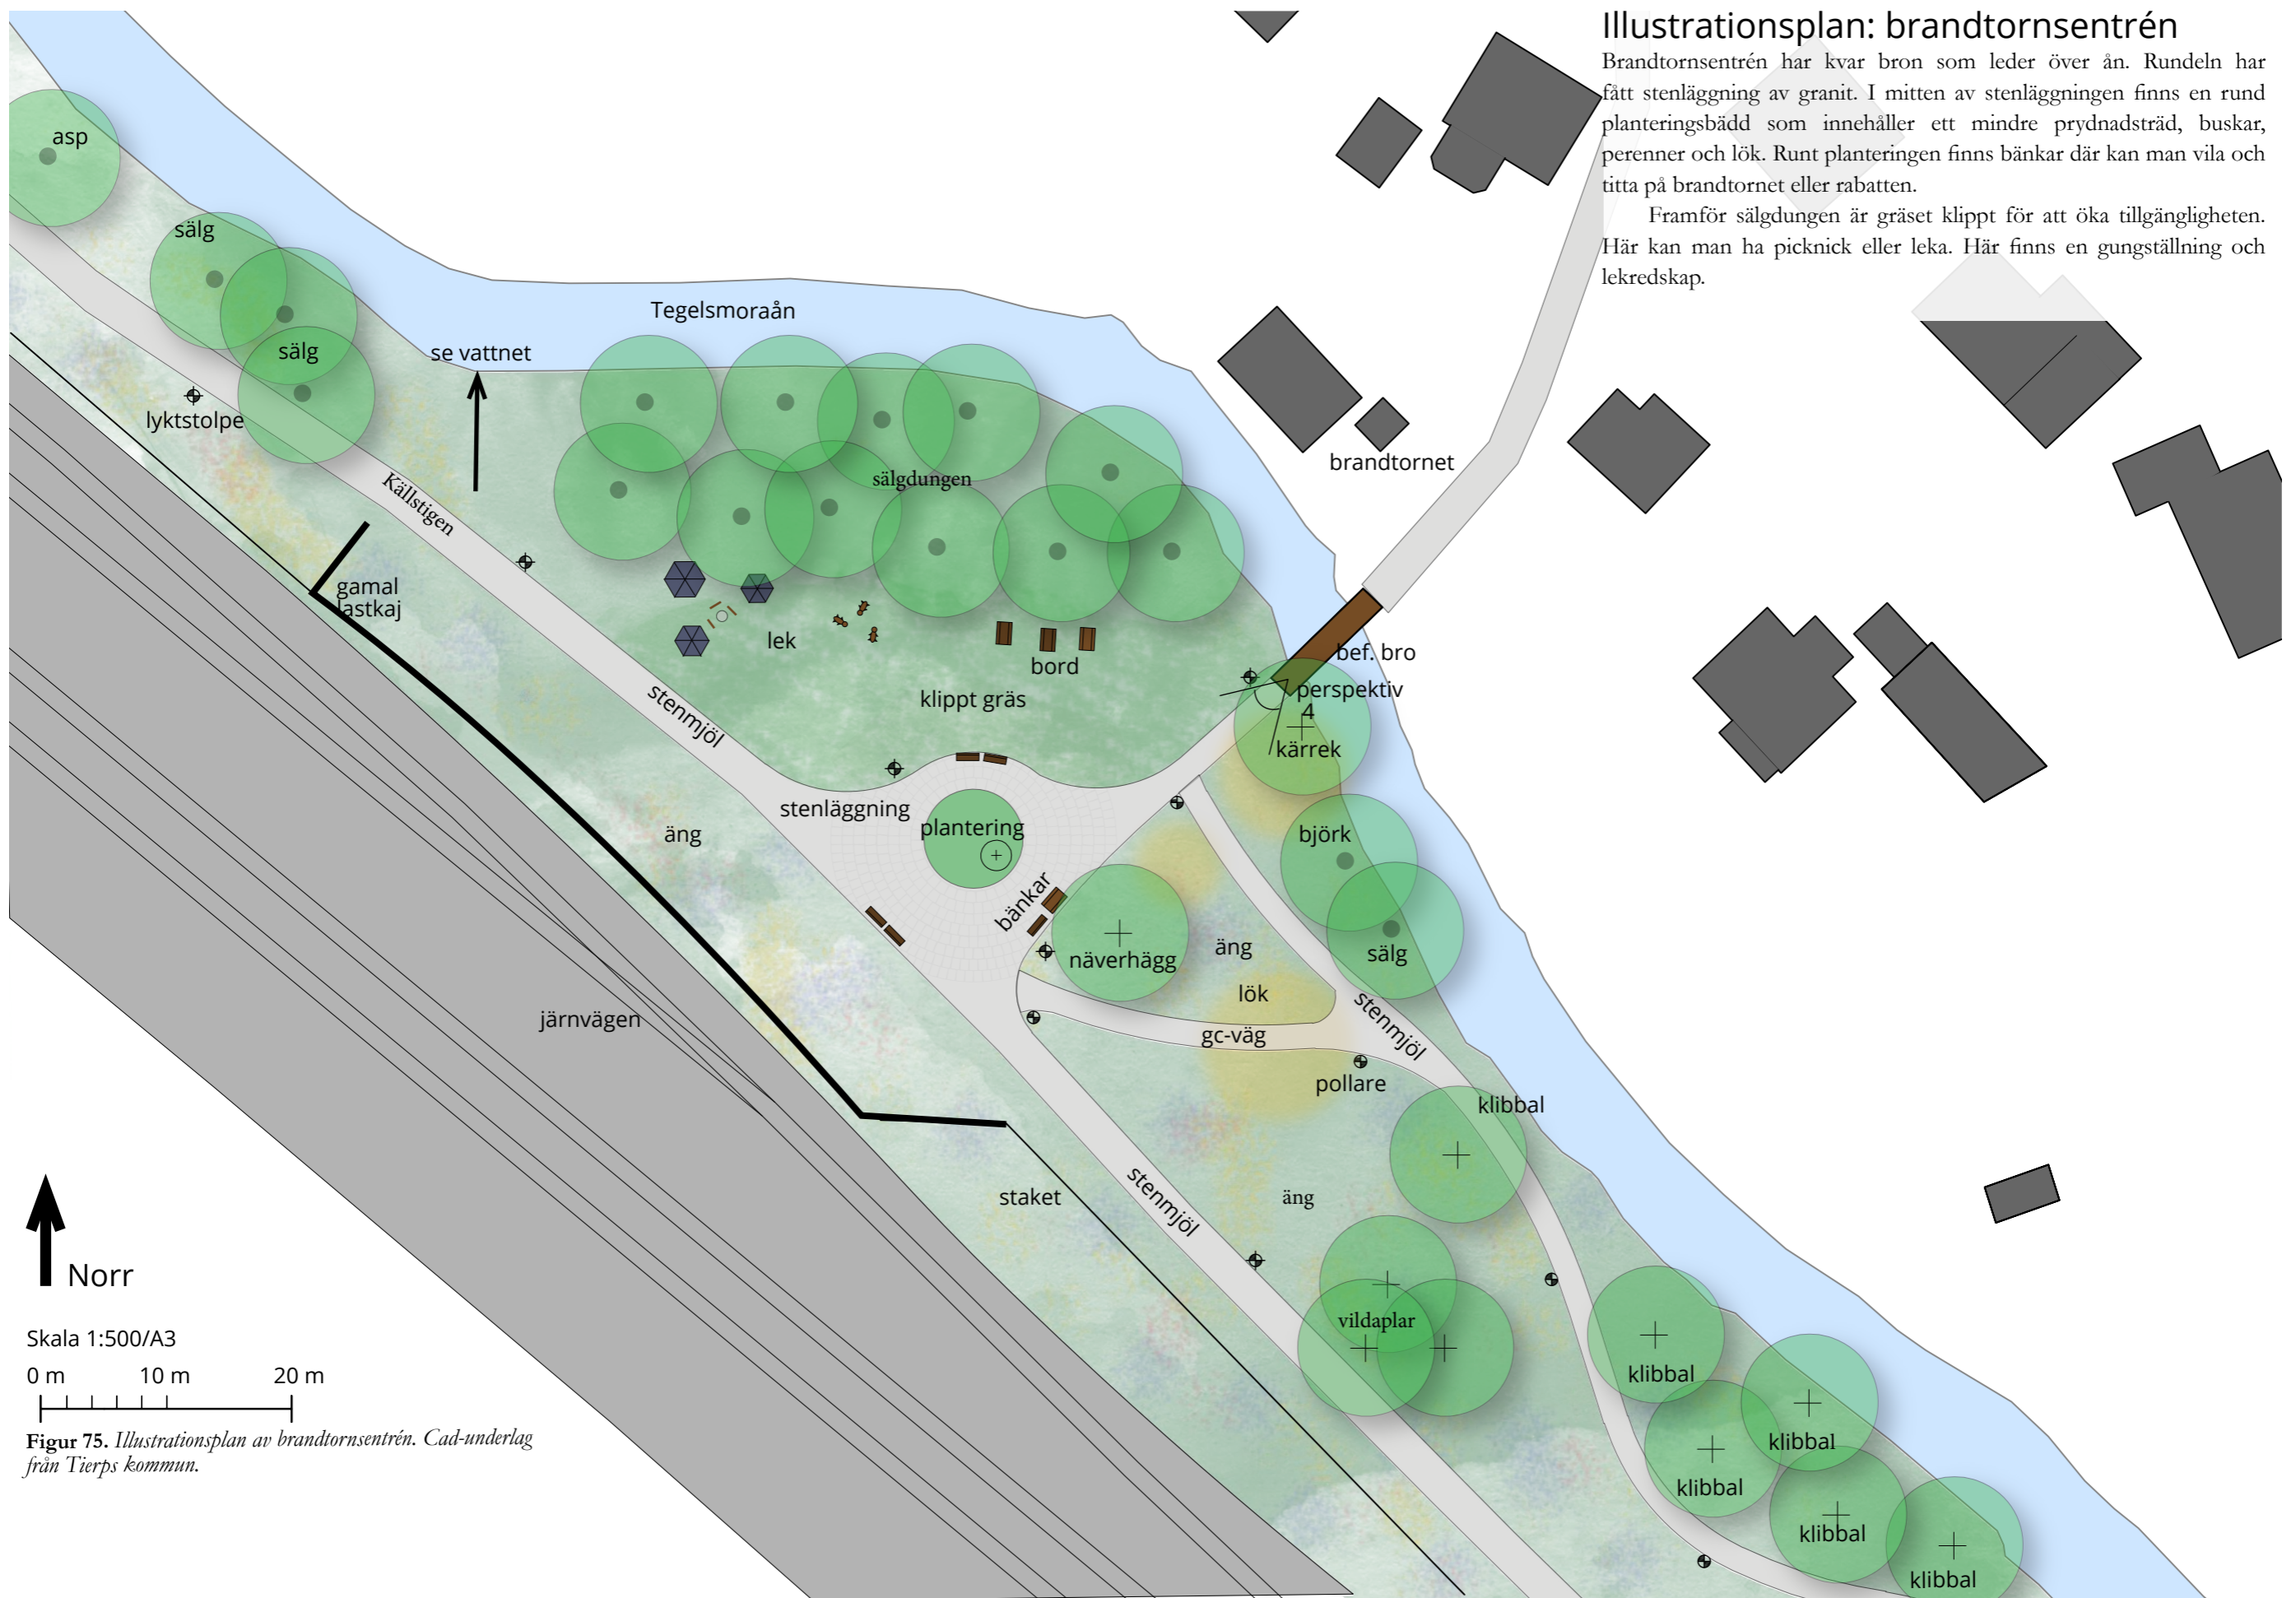 Illustrationsplan: brandtornsentrén
Brandtornsentrén har kvar bron som leder över ån. Rundeln har
fått stenläggning av granit. I mitten av stenläggningen finns en rund
planteringsbädd som innehåller ett mindre prydnadsträd, buskar,
perenner och lök. Runt planteringen finns bänkar där kan man vila och
titta på brandtornet eller rabatten.
Framför sälgdungen är gräset klippt för att öka tillgängligheten.
Här kan man ha picknick eller leka. Här finns en gungställning och
lekredskap.
asp
sälg
Tegelsmoraån
sälg
se vattnet
lyktstolpe
brandtornet
sälgdungen
Källstigen
gamal
lastkaj
lek
bord
bef. bro
perspektiv
4
klippt gräs
stenmjöl
kärrek
stenläggning
plantering
äng
björk
bänkar
näverhägg
äng
sälg
lök
järnvägen
stenmjöl
gc-väg
pollare
klibbal
staket
stenmjöl
äng
vildaplar
klibbal
klibbal
klibbal
klibbal
klibbal
Norr
Skala 1:500/A3
0 m 10 m 20 m
Figur 75. Illustrationsplan av brandtornsentrén. Cad-underlag
från Tierps kommun.